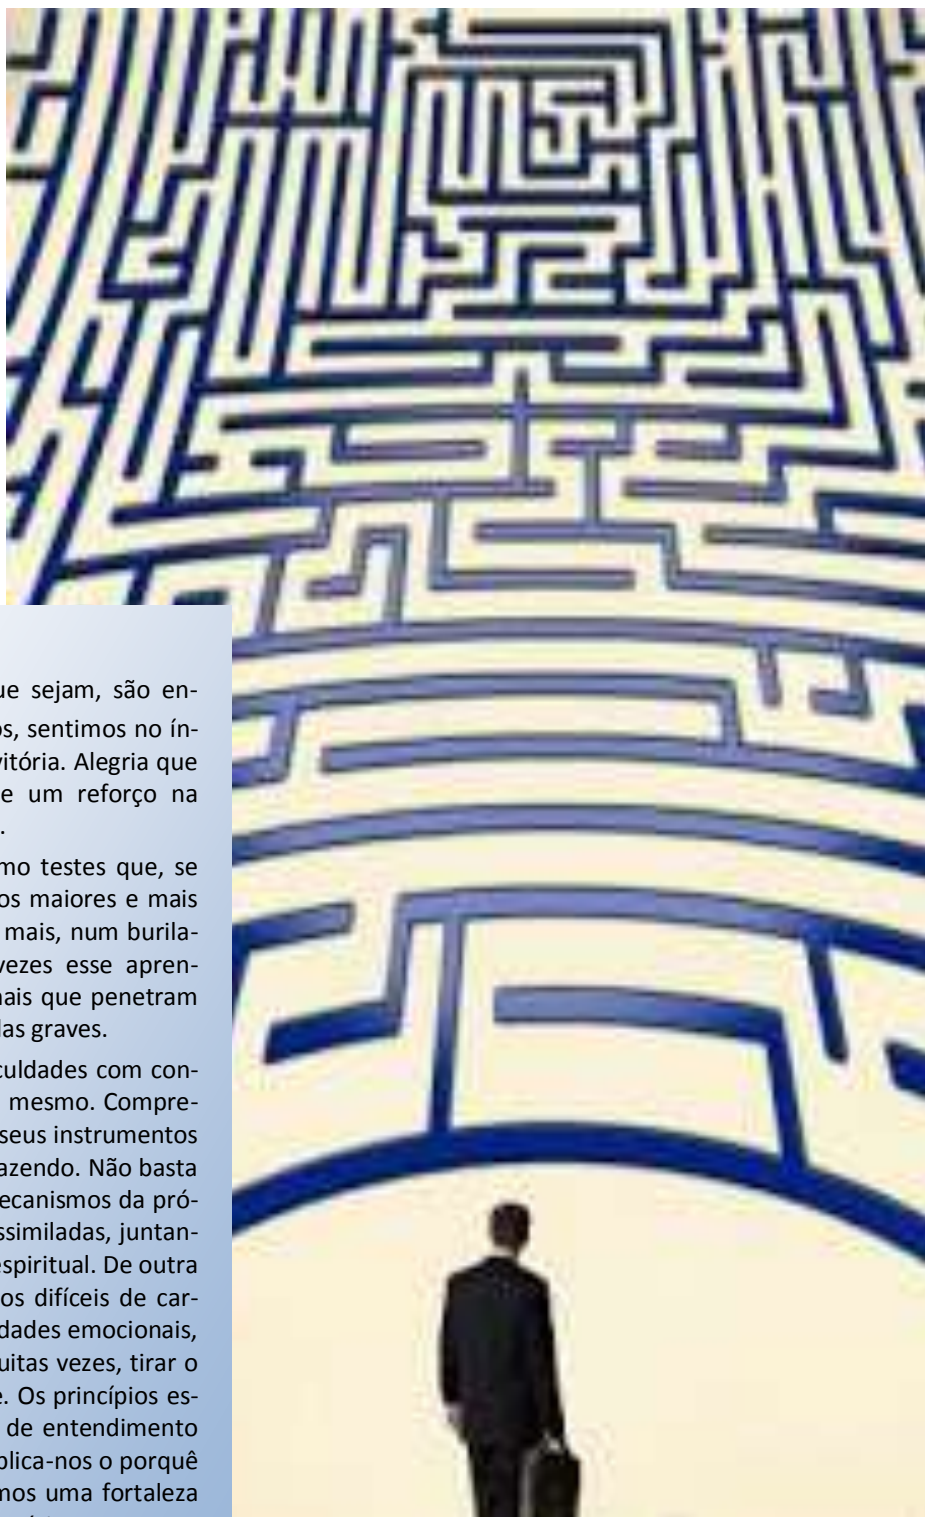 ue sejam, são en-
os, sentimos no ín-
vitória. Alegria que
e um reforço na
.
mo testes que, se
os maiores e mais
mais, num burila-
vezes esse apren-
nais que penetram
das graves.
culdades com con-
mesmo. Compre-
seus instrumentos
azendo. Não basta
ecanismos da pró-
ssimiladas, juntan-
espiritual. De outra
os difíceis de car-
dades emocionais,
uitas vezes, tirar o
e. Os princípios es-
de entendimento
plica-nos o porquê
mos uma fortaleza